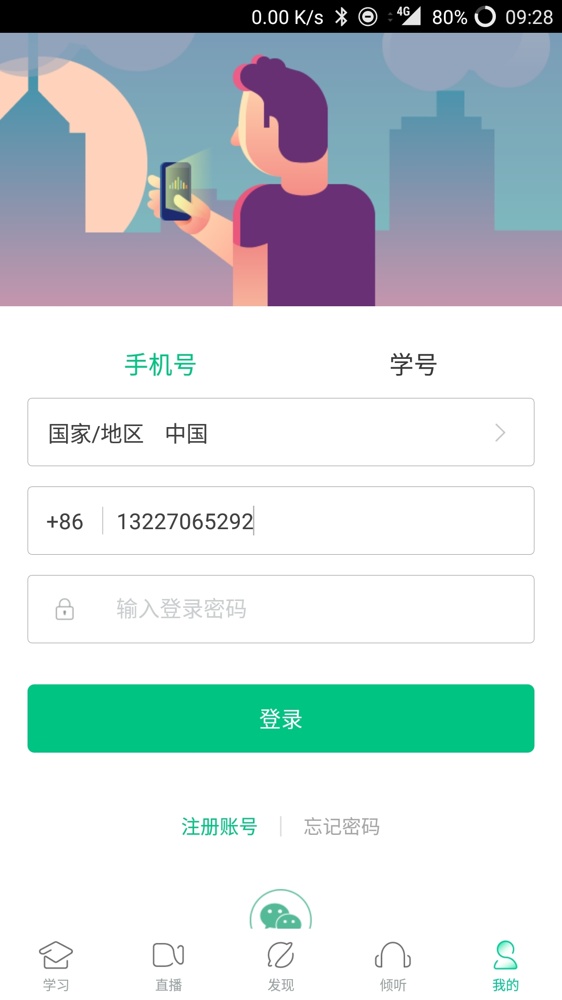 0.00 K/s 4G 80% 09:28
手机号 学号
国家/地区 中国
+86 13227065292
输入登录密码
登录
注册账号 忘记密码
学习 直播 发现 倾听 我的